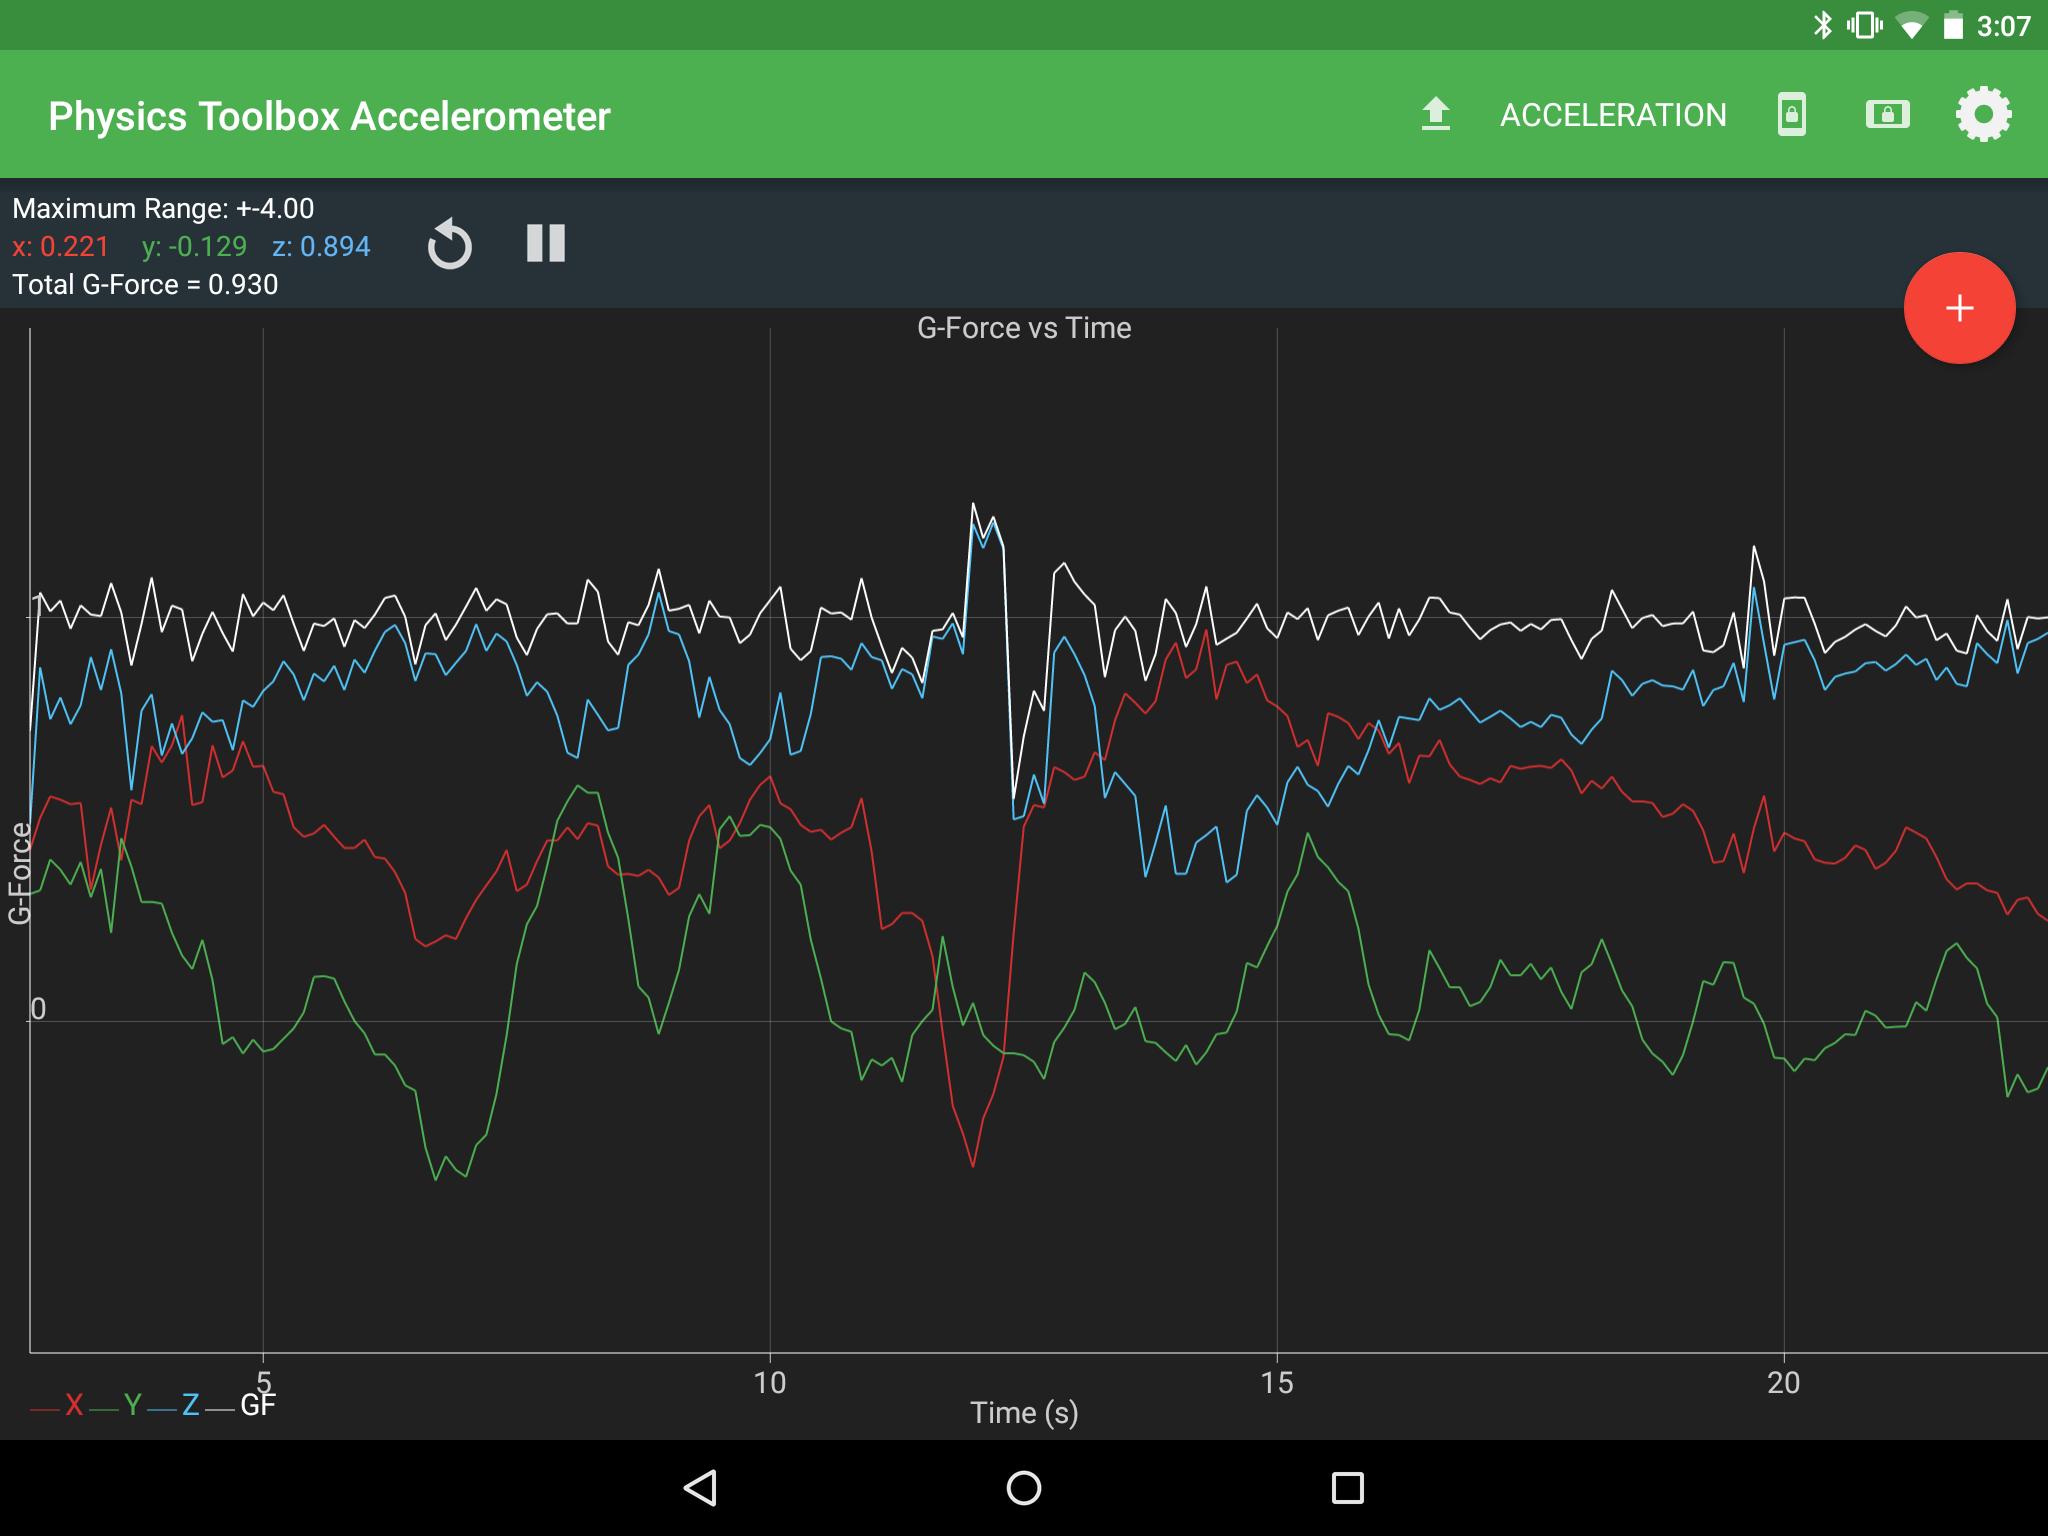 3:07
Physics Toolbox Accelerometer
ACCELERATION
Maximum Range: +-4.00
x: 0.221 y: -0.129 z: 0.894
Total G-Force = 0.930
G-Force vs Time
1
G-Force
0
5 10 15 20
X Y Z GF
Time (s)